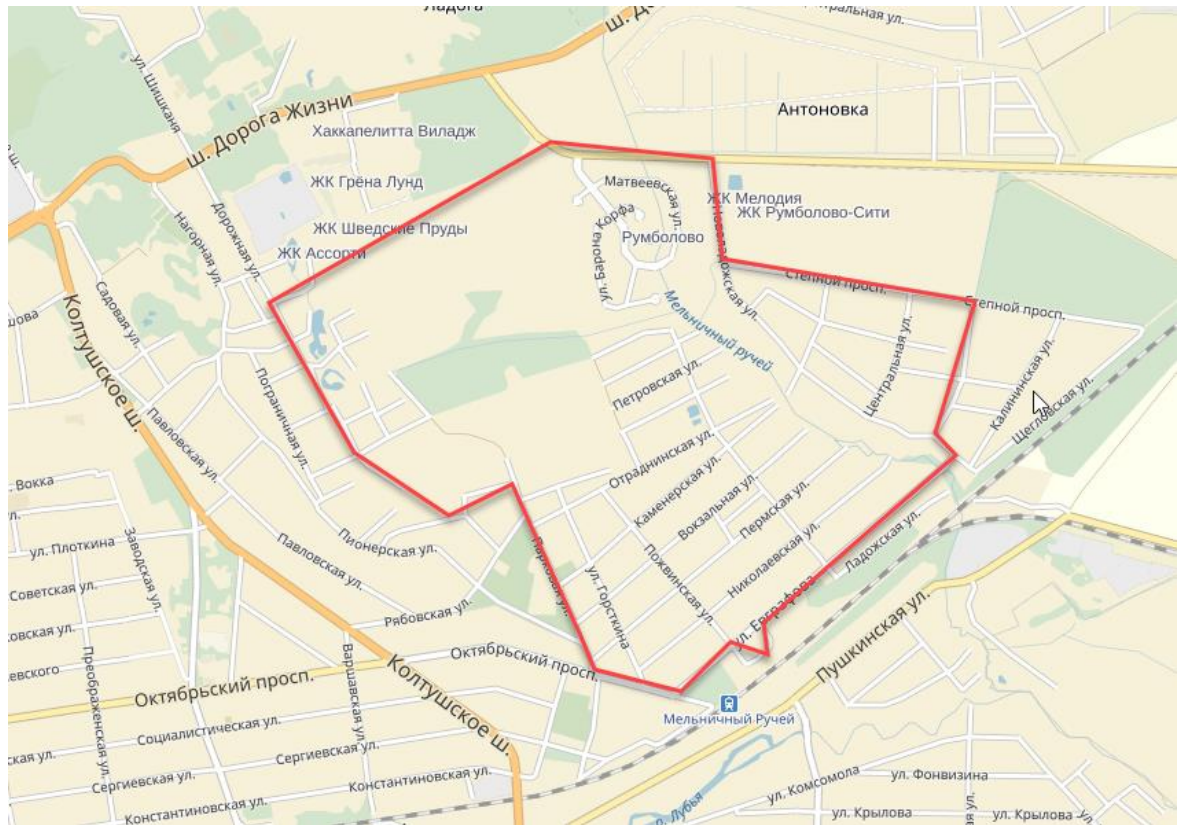 Ладога
ш. Дорога Жизни
ул. Шишканя
Антоновка
Хаккапелитта Виладж
ЖК Грёна Лунд
Матвеевская ул.
ЖК Мелодия
ЖК Румболово-Сити
Нагорная ул.
Дорожная ул.
ЖК Шведские Пруды
ул. Барона Корфа
Румболово
Новоладожская ул.
ЖК Ассорти
Степной просп.
Степной просп.
Садовая ул.
Колтушское ш.
Мельничный ручей
Центральная ул.
Калининская ул.
Щегловская ул.
Петровская ул.
Пограничная ул.
Павловская ул.
Отраднинская ул.
Каменерская ул.
Вокзальная ул.
Пермская ул.
Вокка
ул. Плоткина
Заводская ул.
Павловская ул.
Пионерская ул.
Парковая ул.
ул. Горсткина
Пожвинская ул.
Николаевская ул.
Ладожская ул.
ул. Евграфова
Советская ул.
Рябовская ул.
Пушкинская ул.
Преображенская ул.
Варшавская ул.
Октябрьский просп.
Октябрьский просп.
Колтушское ш.
Мельничный Ручей
Социалистическая ул.
Сергиевская ул.
Сергиевская ул.
Константиновская ул.
Константиновская ул.
р. Лубья
ул. Комсомола
ул. Фонвизина
ул. Крылова
ул. Крылова